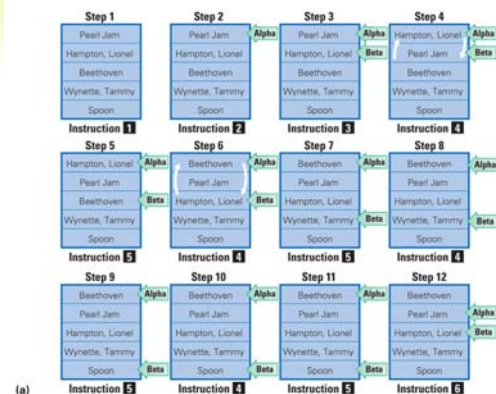 Step 1
Pearl Jam
Hampton, Lionel
Beethoven
Wynette, Tammy
Spoon
Instruction 1
Step 2
Pearl Jam Alpha
Hampton, Lionel
Beethoven
Wynette, Tammy
Spoon
Instruction 2
Step 3
Pearl Jam Alpha
Hampton, Lionel Beta
Beethoven
Wynette, Tammy
Spoon
Instruction 3
Step 4
Hampton, Lionel Alpha
Pearl Jam Beta
Beethoven
Wynette, Tammy
Spoon
Instruction 4
Step 5
Hampton, Lionel Alpha
Pearl Jam
Beethoven Beta
Wynette, Tammy
Spoon
Instruction 5
Step 6
Beethoven Alpha
Pearl Jam
Hampton, Lionel Beta
Wynette, Tammy
Spoon
Instruction 4
Step 7
Beethoven Alpha
Pearl Jam
Hampton, Lionel
Wynette, Tammy Beta
Spoon
Instruction 5
Step 8
Beethoven Alpha
Pearl Jam
Hampton, Lionel
Wynette, Tammy Beta
Spoon
Instruction 4
Step 9
Beethoven Alpha
Pearl Jam
Hampton, Lionel
Wynette, Tammy
Spoon Beta
Instruction 5
Step 10
Beethoven Alpha
Pearl Jam
Hampton, Lionel
Wynette, Tammy
Spoon Beta
Instruction 4
Step 11
Beethoven Alpha
Pearl Jam
Hampton, Lionel
Wynette, Tammy
Spoon Beta
Instruction 5
Step 12
Beethoven
Pearl Jam Alpha
Hampton, Lionel Beta
Wynette, Tammy
Spoon
Instruction 6
(a)